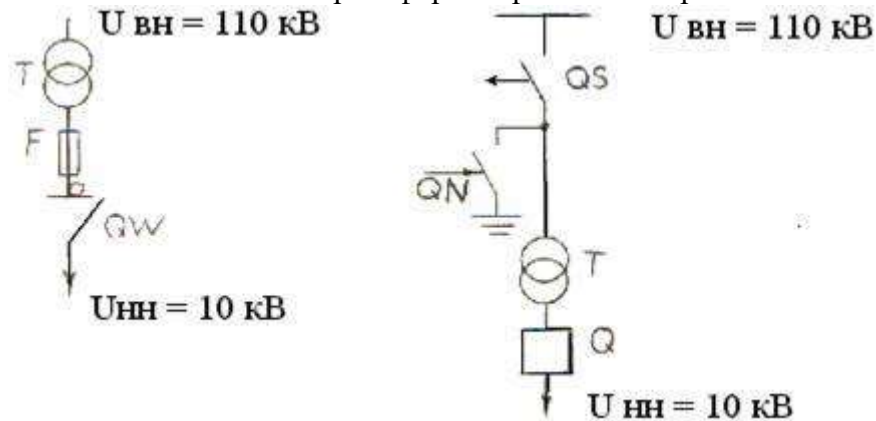 U вн = 110 кВ
T
F
QW
Uнн = 10 кВ
U вн = 110 кВ
QS
QN
T
Q
U нн = 10 кВ